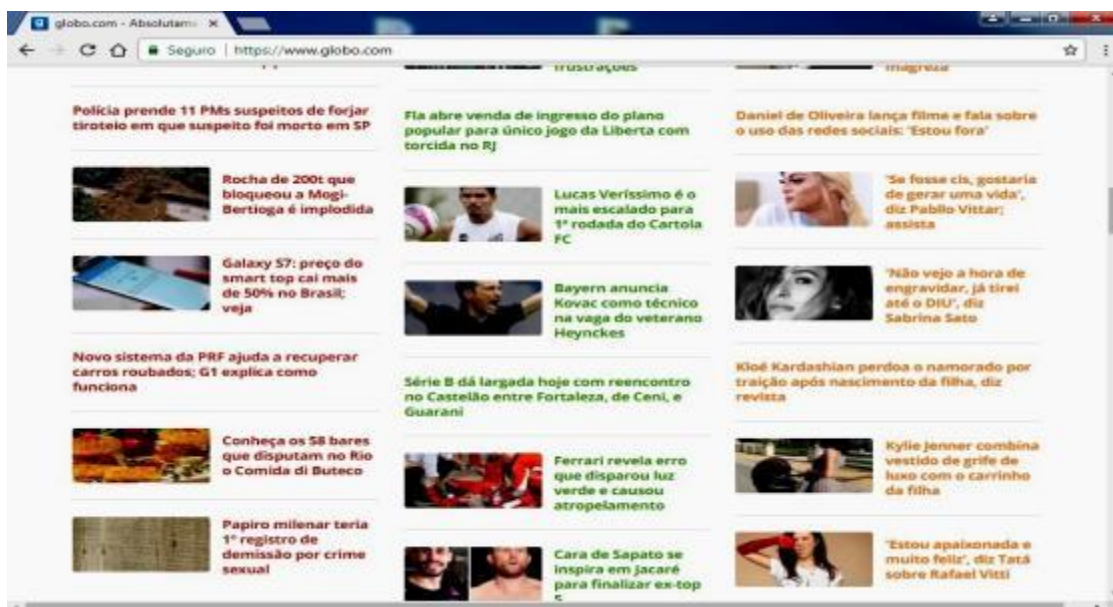 globo.com - Absolutam
Seguro | https://www.globo.com
Polícia prende 11 PMs suspeitos de forjar
tiroteio em que suspeito foi morto em SP
Rocha de 200t que
bloqueou a Mogi-
Bertioga é implodida
Galaxy S7: preço do
smart top cai mais
de 50% no Brasil;
veja
Novo sistema da PRF ajuda a recuperar
carros roubados; G1 explica como
funciona
Conheça os 58 bares
que disputam no Rio
o Comida di Buteco
Papiro milenar teria
1º registro de
demissão por crime
sexual
frustrações
Fla abre venda de ingresso do plano
popular para único jogo da Liberta com
torcida no RJ
Lucas Veríssimo é o
mais escalado para
1ª rodada do Cartola
FC
Bayern anuncia
Kovac como técnico
na vaga do veterano
Heynckes
Série B dá largada hoje com reencontro
no Castelão entre Fortaleza, de Ceni, e
Guarani
Ferrari revela erro
que disparou luz
verde e causou
atropelamento
Cara de Sapato se
inspira em Jacaré
para finalizar ex-top
5
magreza
Daniel de Oliveira lança filme e fala sobre
o uso das redes sociais: 'Estou fora'
'Se fosse cis, gostaria
de gerar uma vida',
diz Pabllo Vittar;
assista
'Não vejo a hora de
engravidar, já tirei
até o DIU', diz
Sabrina Sato
Kloé Kardashian perdoa o namorado por
traição após nascimento da filha, diz
revista
Kylie Jenner combina
vestido de grife de
luxo com o carrinho
da filha
'Estou apaixonada e
muito feliz', diz Tatá
sobre Rafael Vitti